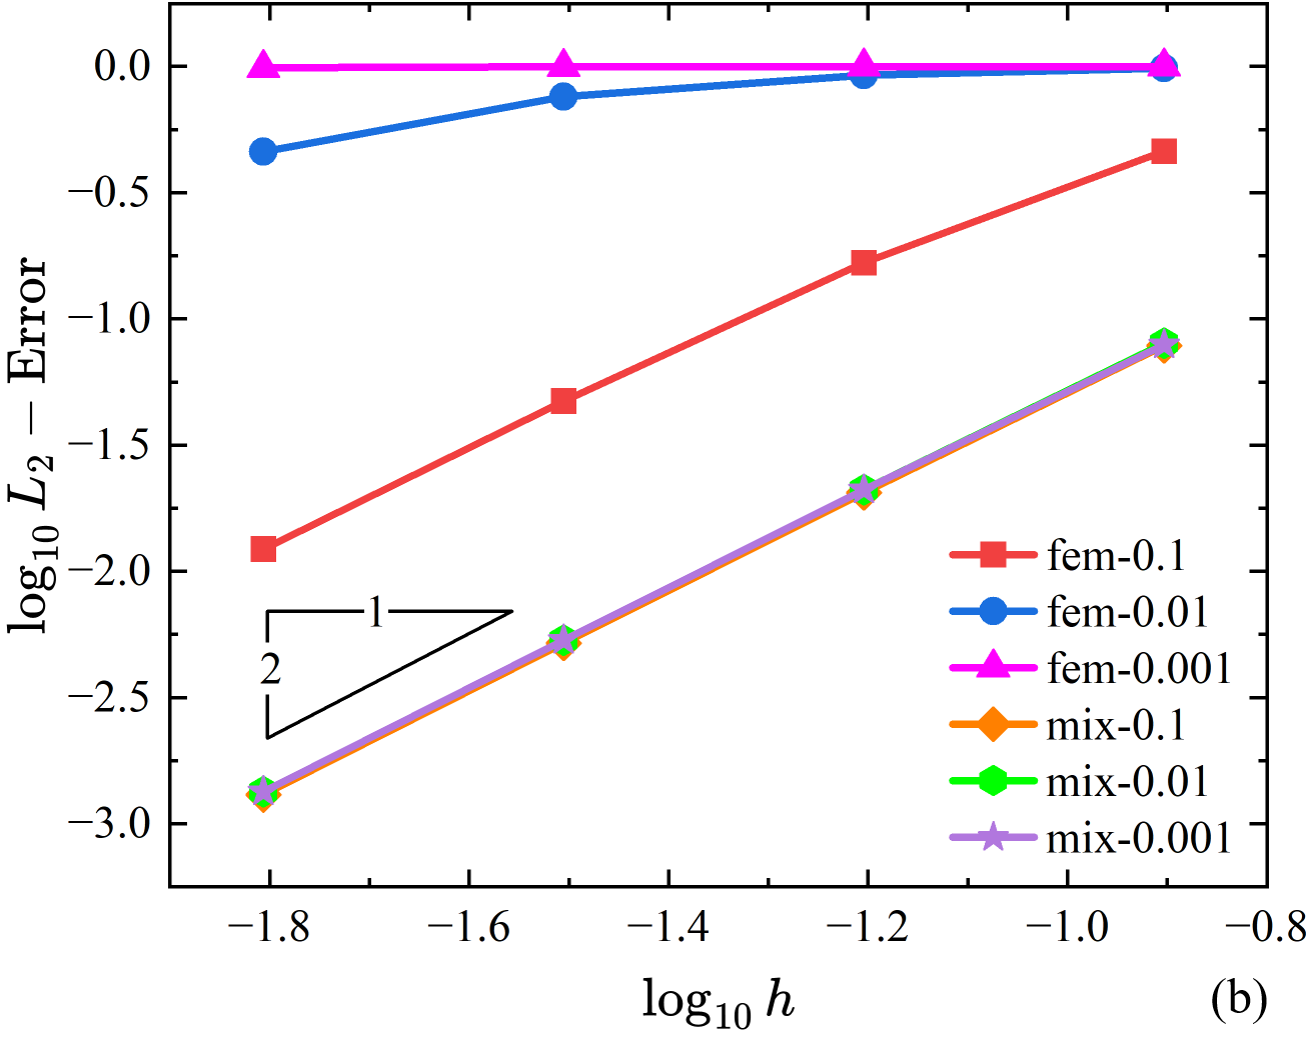 log₁₀ L₂ − Error
0.0
−0.5
−1.0
−1.5
−2.0
−2.5
−3.0
1
2
fem-0.1
fem-0.01
fem-0.001
mix-0.1
mix-0.01
mix-0.001
−1.8 −1.6 −1.4 −1.2 −1.0 −0.8
log₁₀ h
(b)